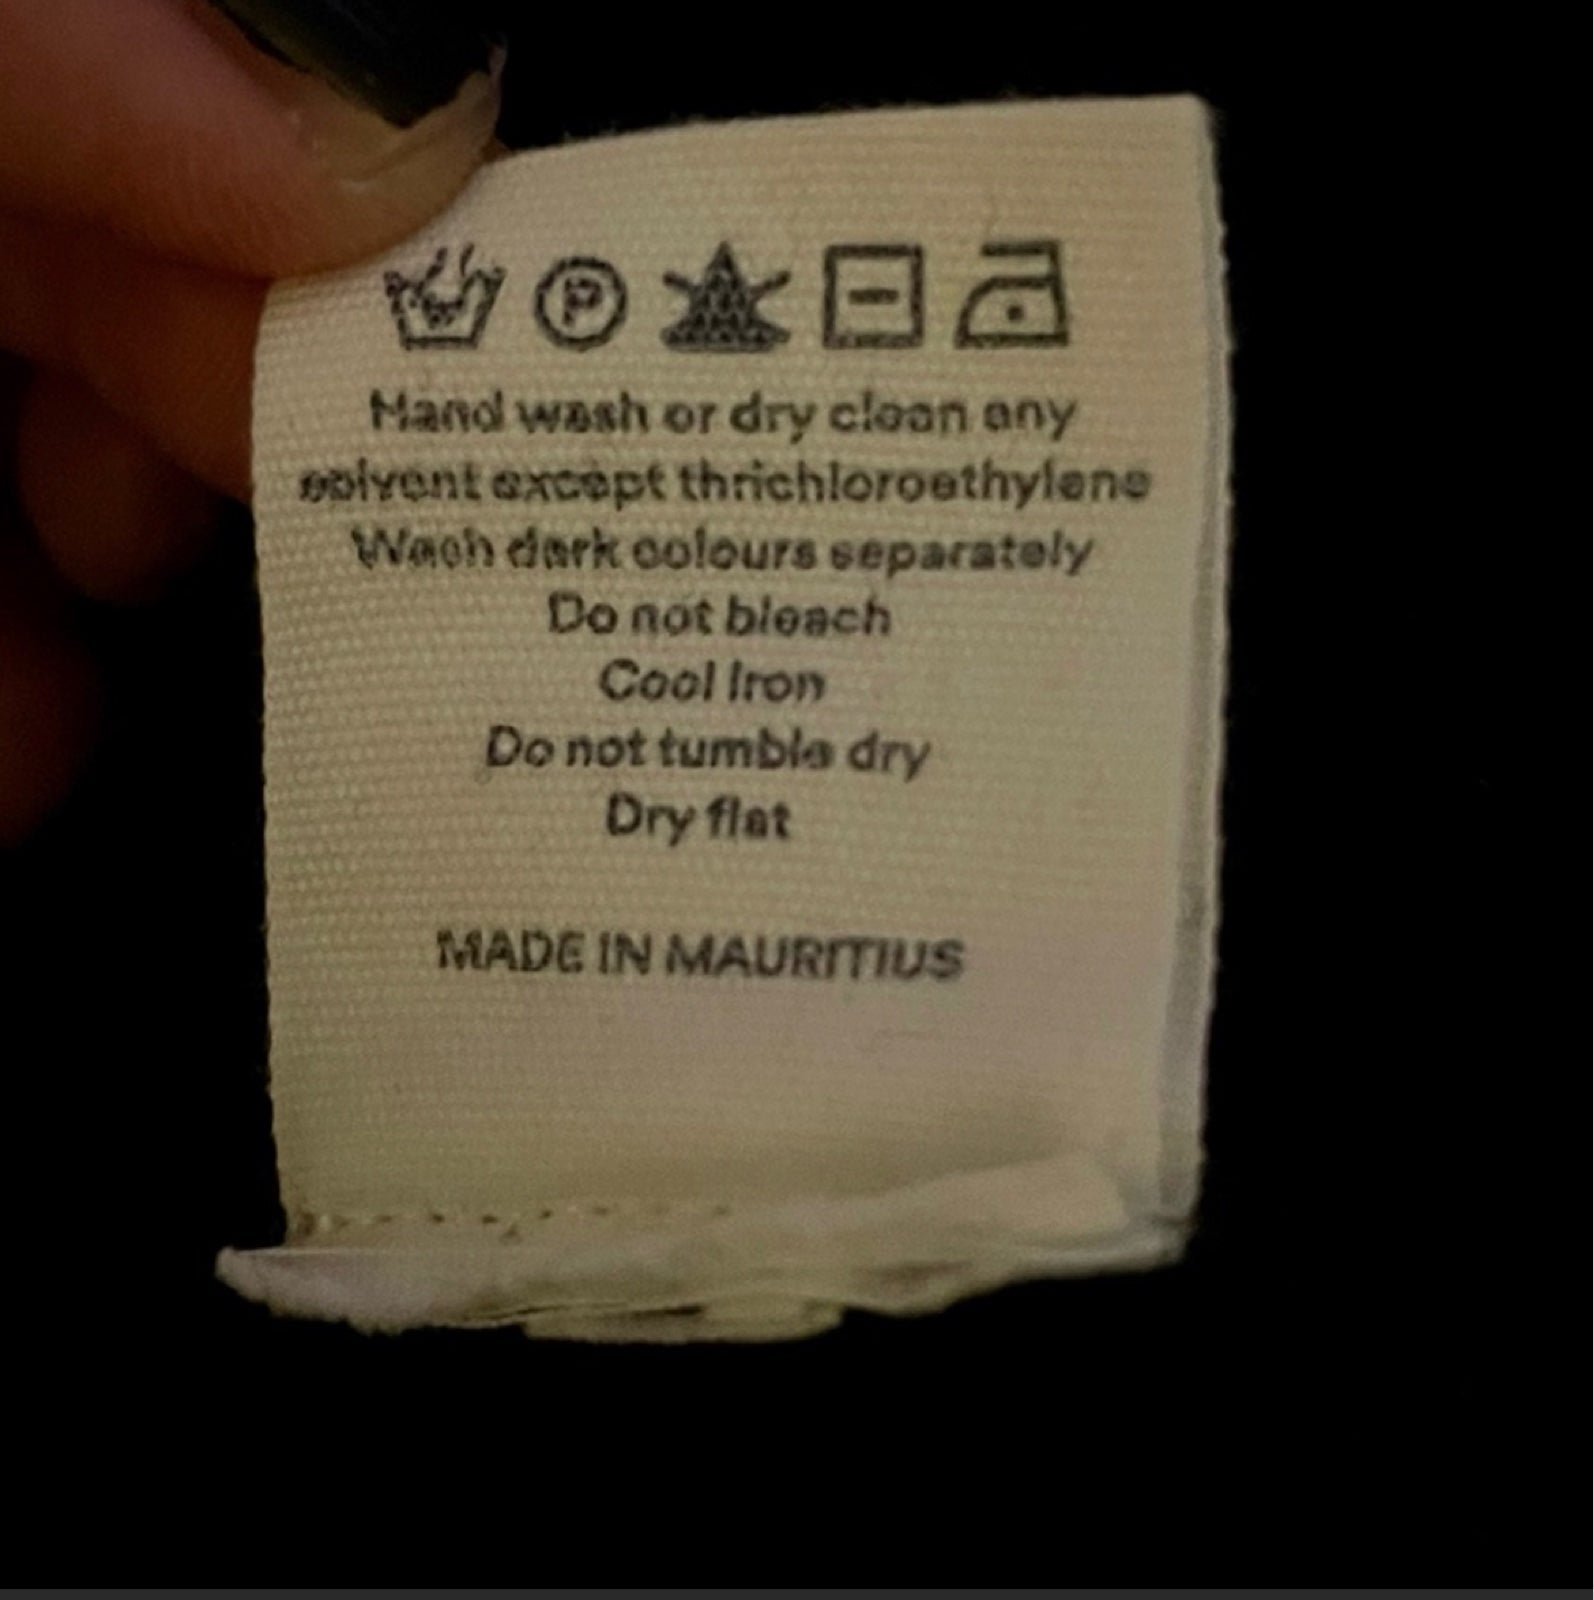 P
Hand wash or dry clean any
solvent except thrichloroethylene
Wash dark colours separately
Do not bleach
Cool Iron
Do not tumble dry
Dry flat
MADE IN MAURITIUS